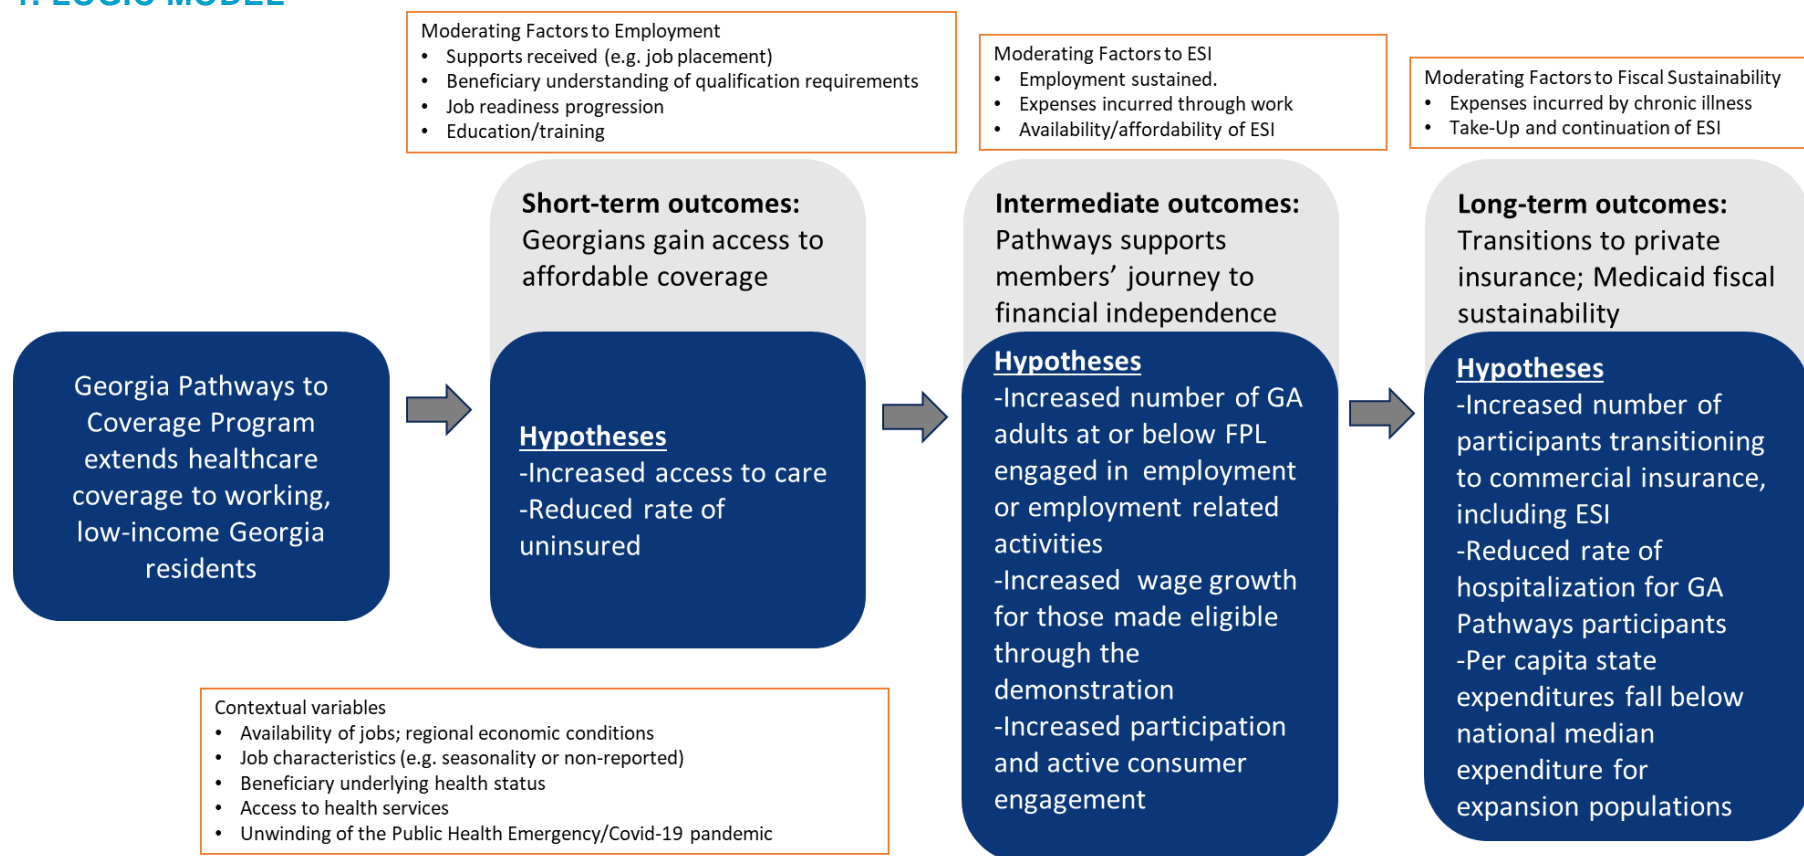 1. LOGIC MODEL
Moderating Factors to Employment
• Supports received (e.g. job placement)
• Beneficiary understanding of qualification requirements
• Job readiness progression
• Education/training
Moderating Factors to ESI
• Employment sustained.
• Expenses incurred through work
• Availability/affordability of ESI
Moderating Factors to Fiscal Sustainability
• Expenses incurred by chronic illness
• Take-Up and continuation of ESI
Georgia Pathways to
Coverage Program
extends healthcare
coverage to working,
low-income Georgia
residents
Short-term outcomes:
Georgians gain access to
affordable coverage
Hypotheses
-Increased access to care
-Reduced rate of
uninsured
Intermediate outcomes:
Pathways supports
members’ journey to
financial independence
Hypotheses
-Increased number of GA
adults at or below FPL
engaged in employment
or employment related
activities
-Increased wage growth
for those made eligible
through the
demonstration
-Increased participation
and active consumer
engagement
Long-term outcomes:
Transitions to private
insurance; Medicaid fiscal
sustainability
Hypotheses
-Increased number of
participants transitioning
to commercial insurance,
including ESI
-Reduced rate of
hospitalization for GA
Pathways participants
-Per capita state
expenditures fall below
national median
expenditure for
expansion populations
Contextual variables
• Availability of jobs; regional economic conditions
• Job characteristics (e.g. seasonality or non-reported)
• Beneficiary underlying health status
• Access to health services
• Unwinding of the Public Health Emergency/Covid-19 pandemic